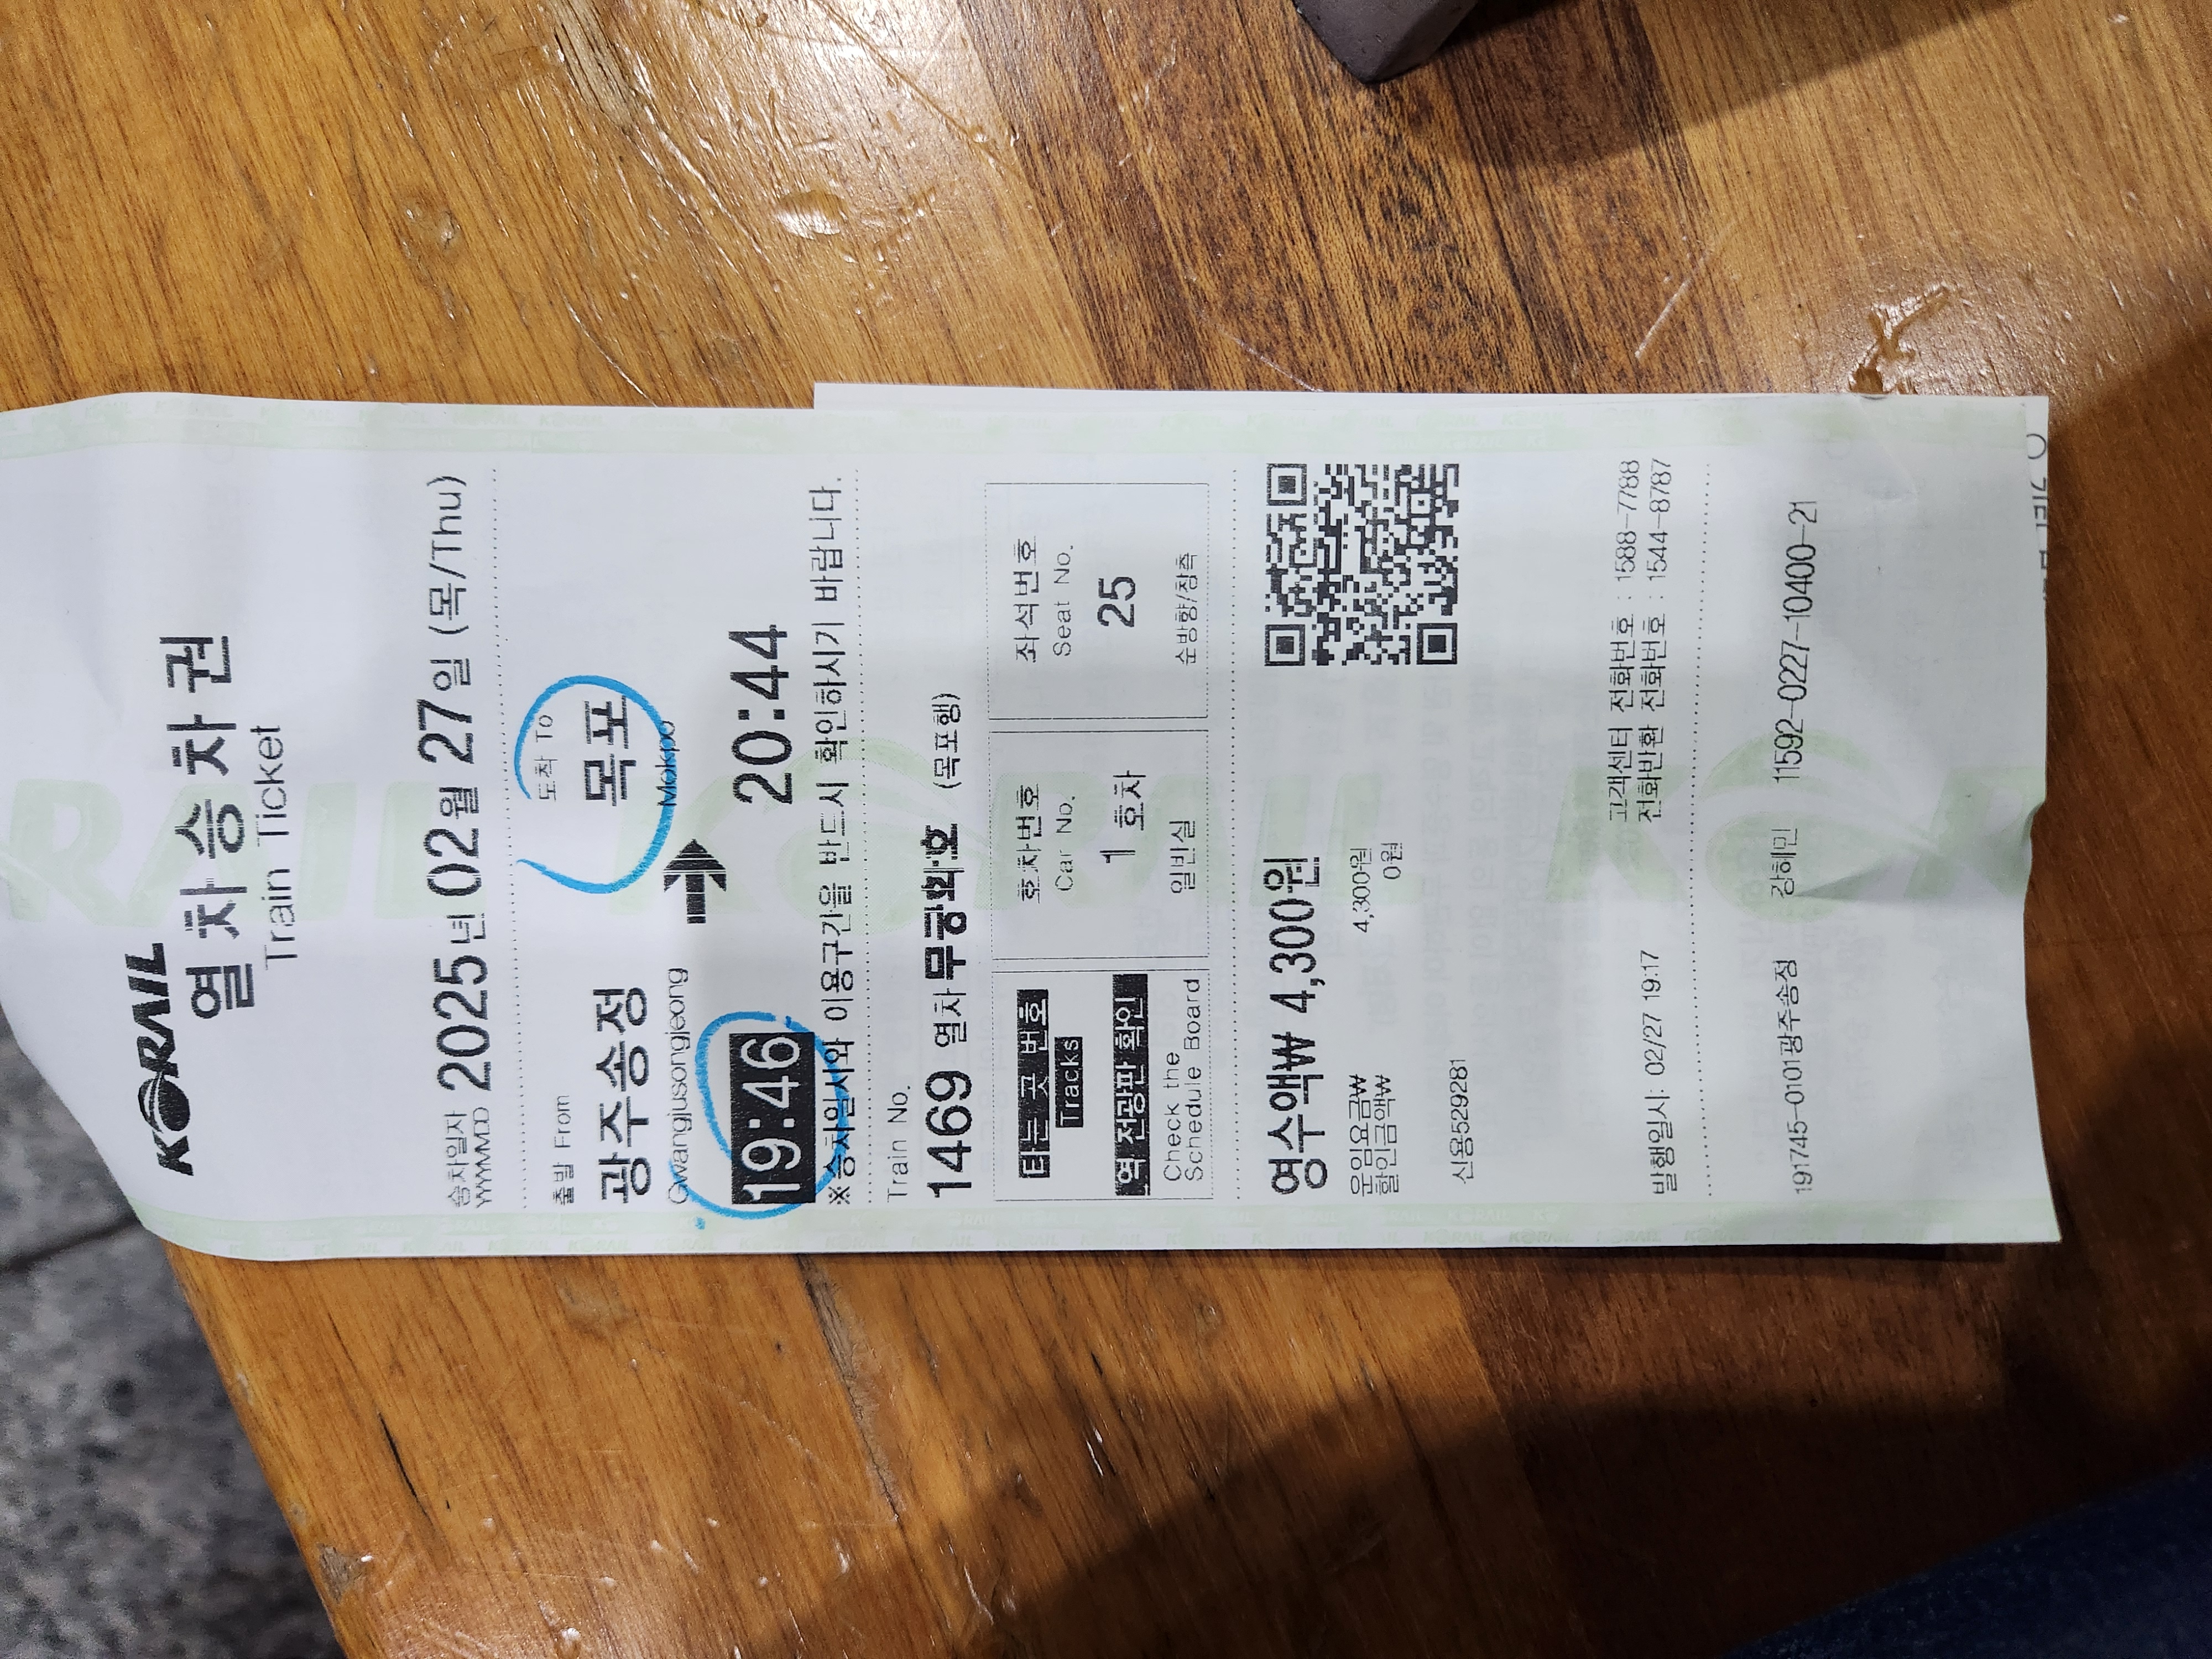 KORAIL
열차승차권
Train Ticket
승차일자 2025년 02월 27일 (목/Thu)
YYYYMMDD
출발 From 도착 To
광주송정 목포
Gwangjusongjeong Mokpo
19:46 20:44
※승차일시와 이용구간을 반드시 확인하시기 바랍니다.
Train No.
1469 열차 무궁화호 (목포행)
타는 곳 번호 호차번호 좌석번호
Tracks Car No. Seat No.
역 전광판 확인 1 호차 25
Check the
Schedule Board 일반실 순방향/창측
영수액₩ 4,300원
운임요금₩ 4,300원
할인금액₩ 0원
신용529281
고객센터 전화번호 : 1588-7788
발행일시: 02/27 19:17 전화반환 전화번호 : 1544-8787
191745-0101광주송정 강혜민 11592-0227-10400-21